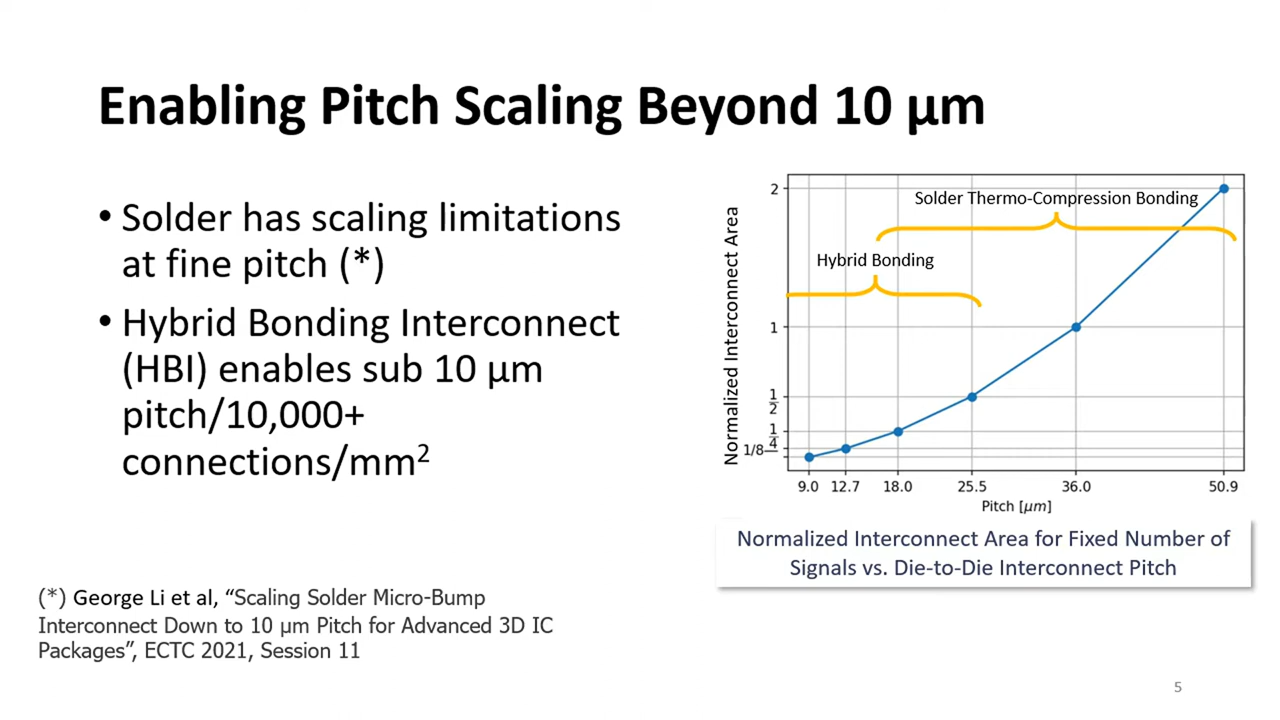 Enabling Pitch Scaling Beyond 10 µm
• Solder has scaling limitations
at fine pitch (*)
• Hybrid Bonding Interconnect
(HBI) enables sub 10 µm
pitch/10,000+
connections/mm²
(*) George Li et al, “Scaling Solder Micro-Bump
Interconnect Down to 10 µm Pitch for Advanced 3D IC
Packages”, ECTC 2021, Session 11
Normalized Interconnect Area
2
1
1/2
1/4
1/8
Solder Thermo-Compression Bonding
Hybrid Bonding
9.0 12.7 18.0 25.5 36.0 50.9
Pitch [µm]
Normalized Interconnect Area for Fixed Number of
Signals vs. Die-to-Die Interconnect Pitch
5